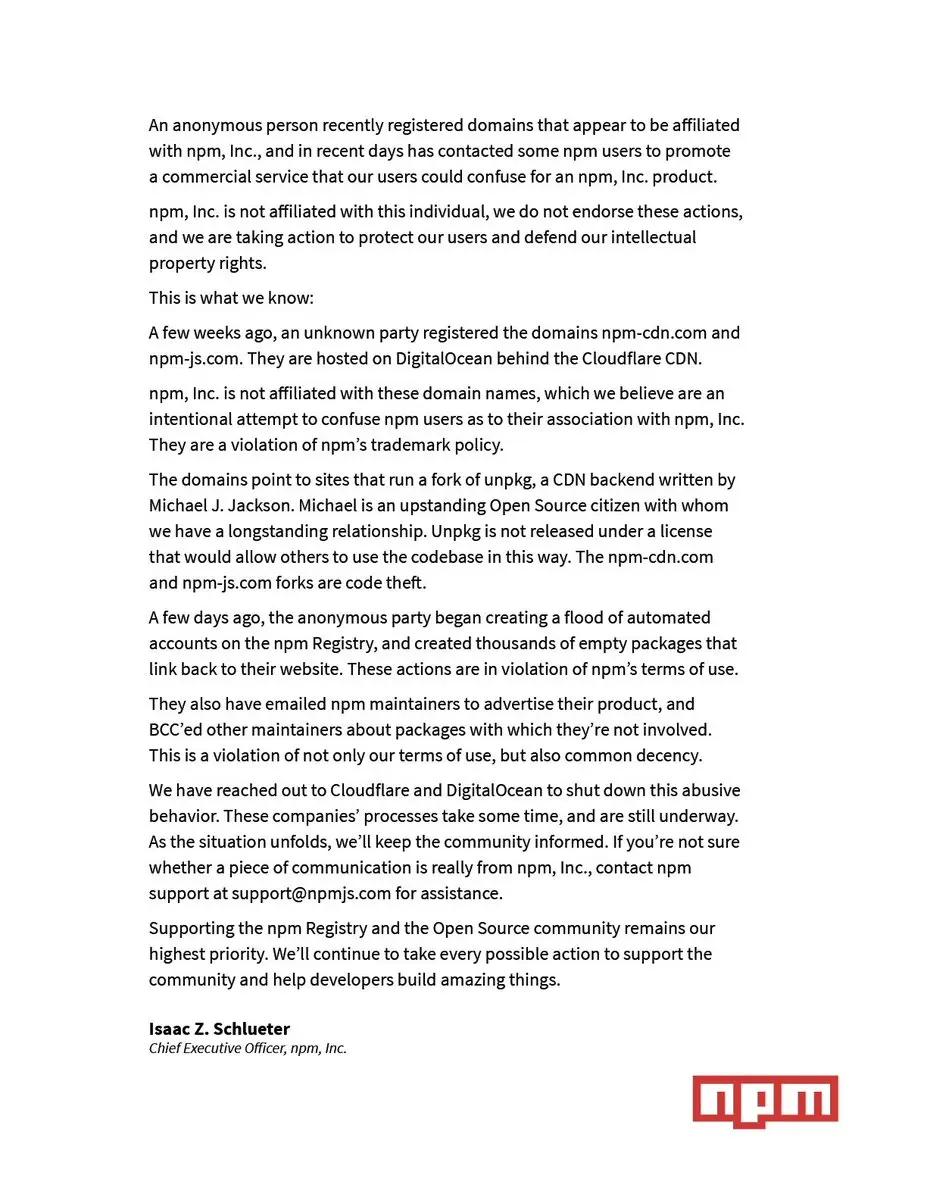 An anonymous person recently registered domains that appear to be affiliated
with npm, Inc., and in recent days has contacted some npm users to promote
a commercial service that our users could confuse for an npm, Inc. product.
npm, Inc. is not affiliated with this individual, we do not endorse these actions,
and we are taking action to protect our users and defend our intellectual
property rights.
This is what we know:
A few weeks ago, an unknown party registered the domains npm-cdn.com and
npm-js.com. They are hosted on DigitalOcean behind the Cloudflare CDN.
npm, Inc. is not affiliated with these domain names, which we believe are an
intentional attempt to confuse npm users as to their association with npm, Inc.
They are a violation of npm’s trademark policy.
The domains point to sites that run a fork of unpkg, a CDN backend written by
Michael J. Jackson. Michael is an upstanding Open Source citizen with whom
we have a longstanding relationship. Unpkg is not released under a license
that would allow others to use the codebase in this way. The npm-cdn.com
and npm-js.com forks are code theft.
A few days ago, the anonymous party began creating a flood of automated
accounts on the npm Registry, and created thousands of empty packages that
link back to their website. These actions are in violation of npm’s terms of use.
They also have emailed npm maintainers to advertise their product, and
BCC’ed other maintainers about packages with which they’re not involved.
This is a violation of not only our terms of use, but also common decency.
We have reached out to Cloudflare and DigitalOcean to shut down this abusive
behavior. These companies’ processes take some time, and are still underway.
As the situation unfolds, we’ll keep the community informed. If you’re not sure
whether a piece of communication is really from npm, Inc., contact npm
support at support@npmjs.com for assistance.
Supporting the npm Registry and the Open Source community remains our
highest priority. We’ll continue to take every possible action to support the
community and help developers build amazing things.
Isaac Z. Schlueter
Chief Executive Officer, npm, Inc.
npm